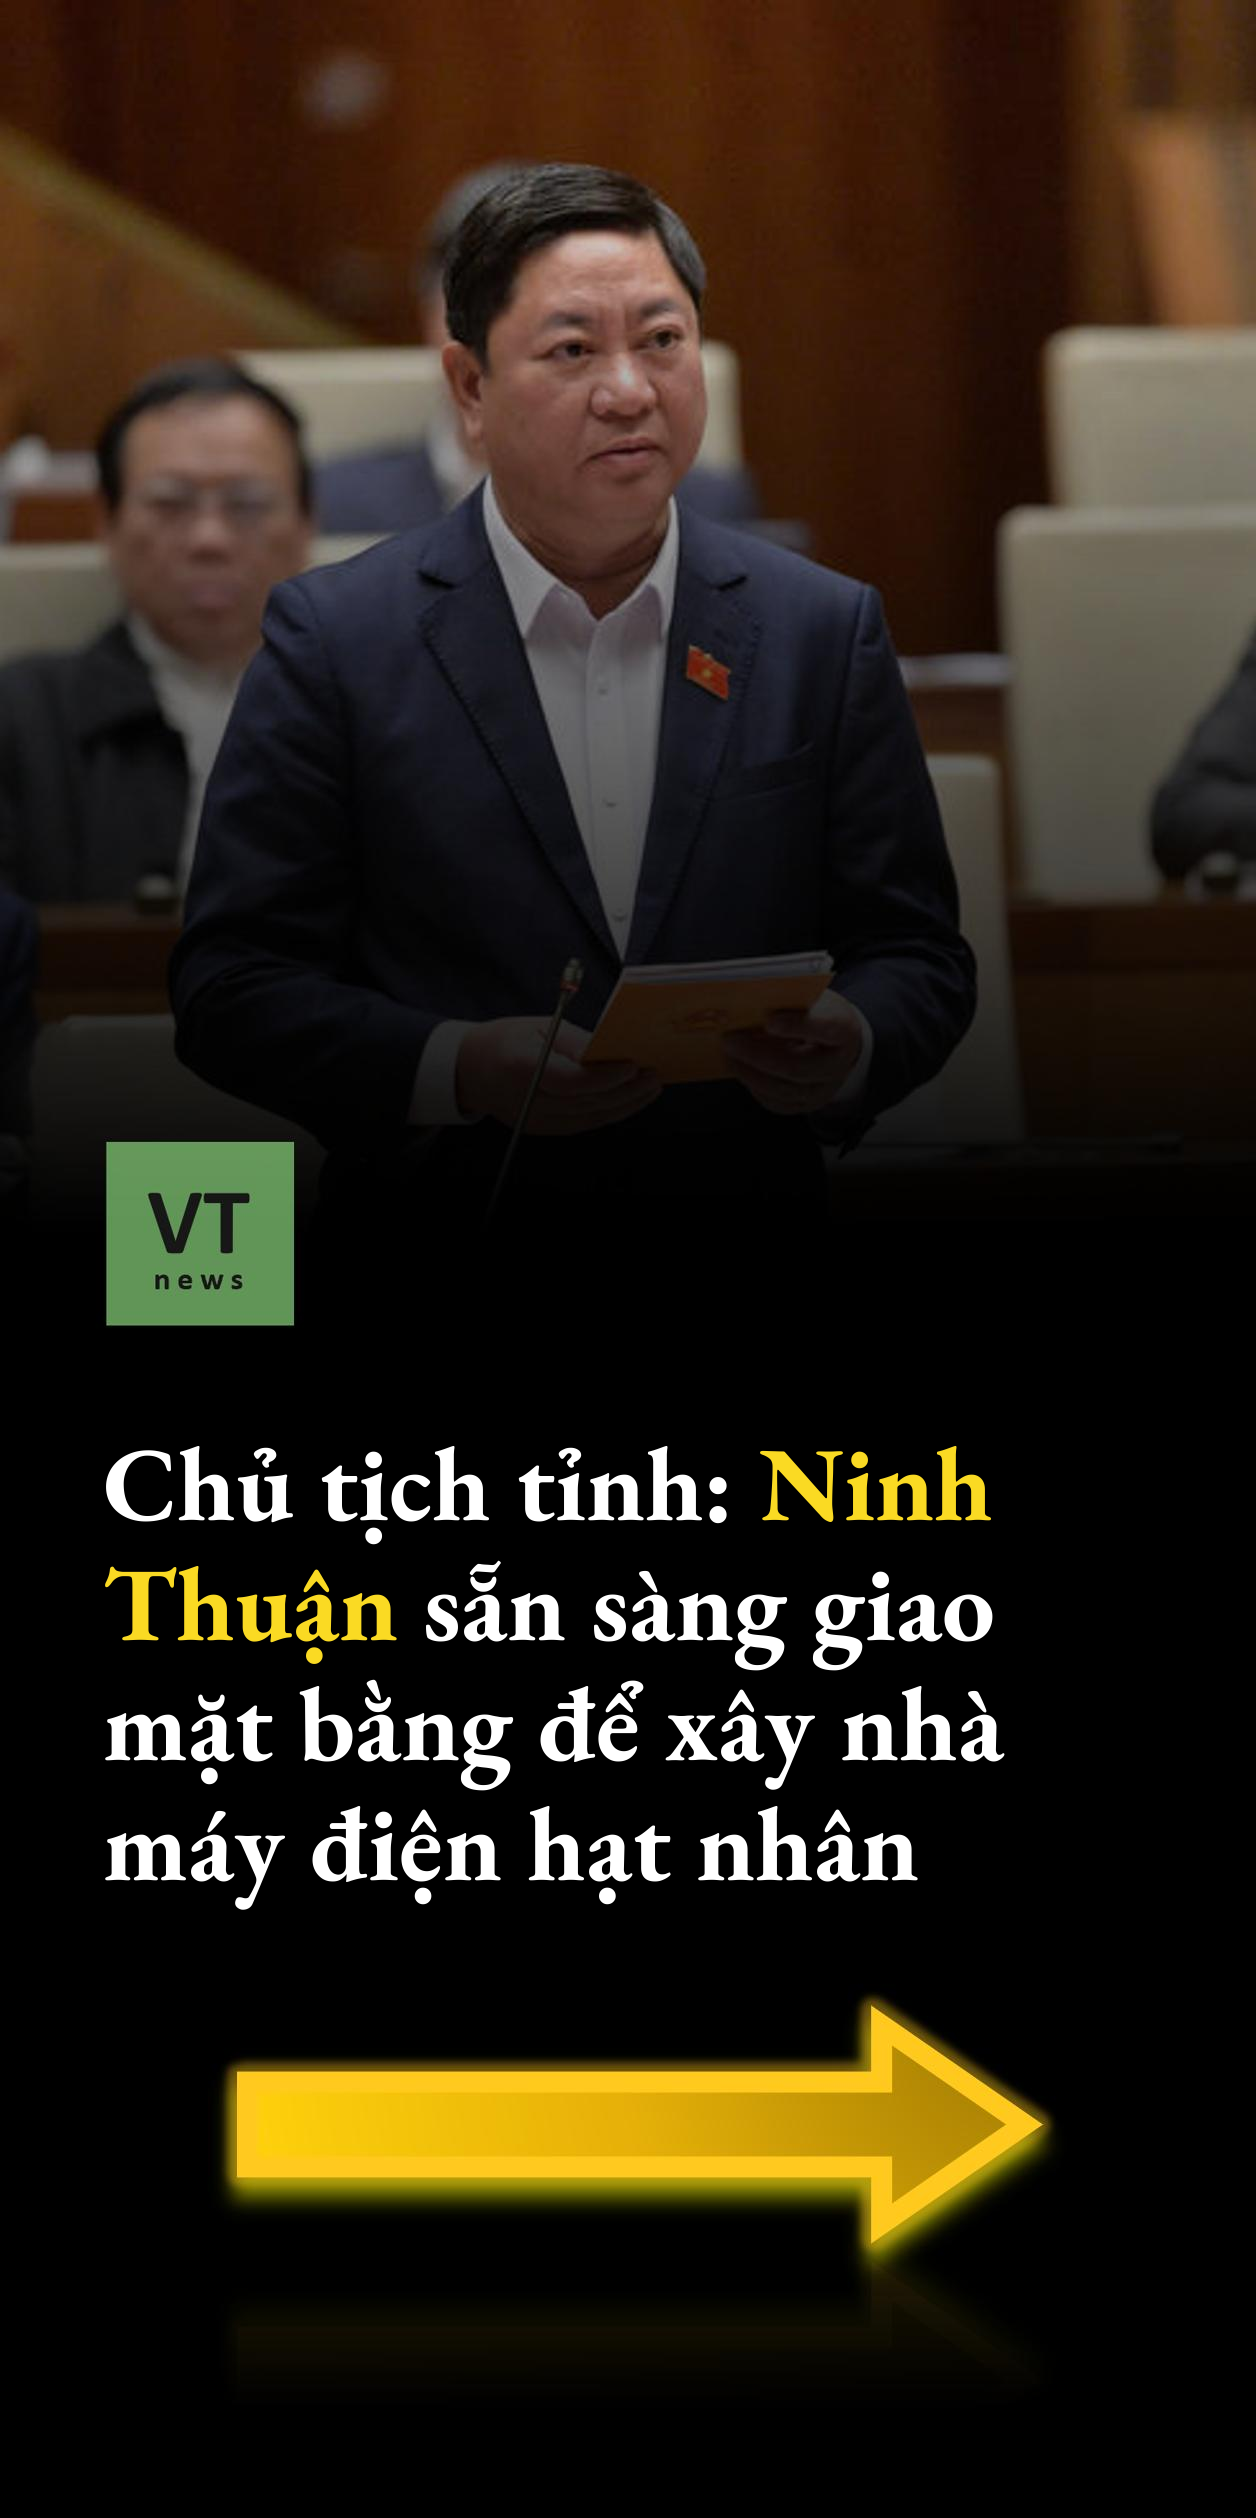 VT
news
Chủ tịch tỉnh: Ninh
Thuận sẵn sàng giao
mặt bằng để xây nhà
máy điện hạt nhân